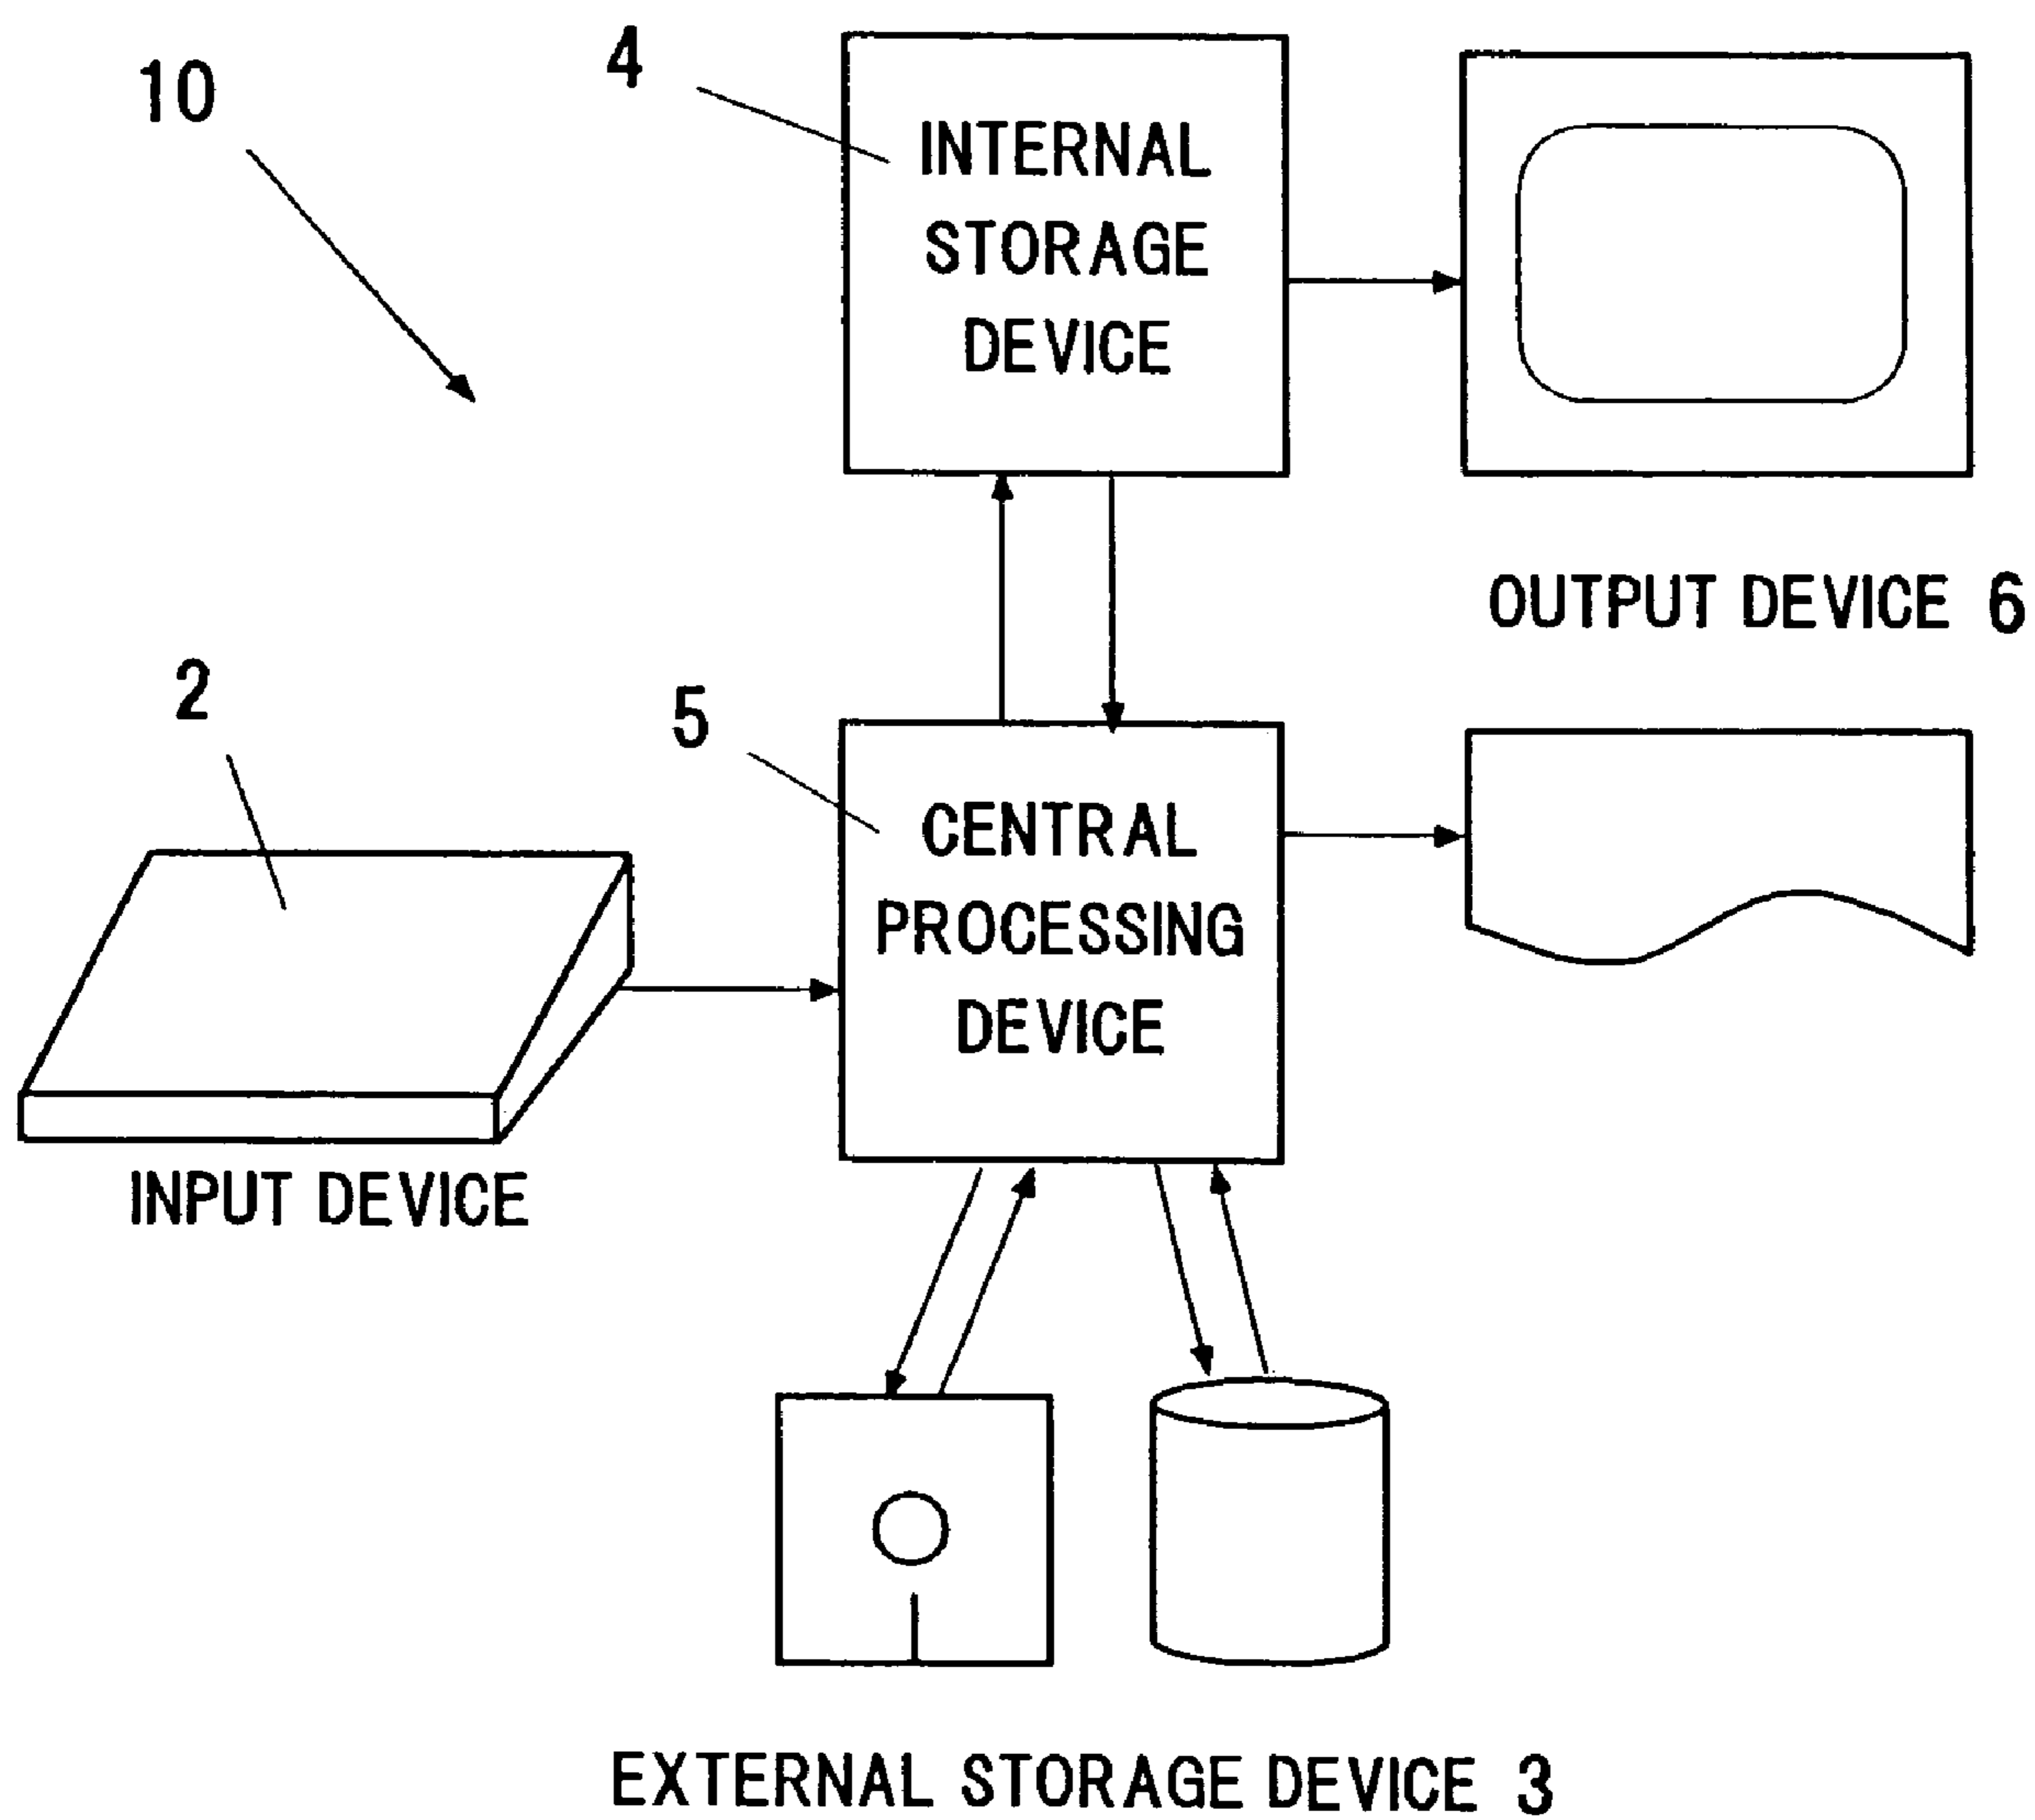 10
4
INTERNAL
STORAGE
DEVICE
OUTPUT DEVICE 6
2
5
CENTRAL
PROCESSING
DEVICE
INPUT DEVICE
EXTERNAL STORAGE DEVICE 3